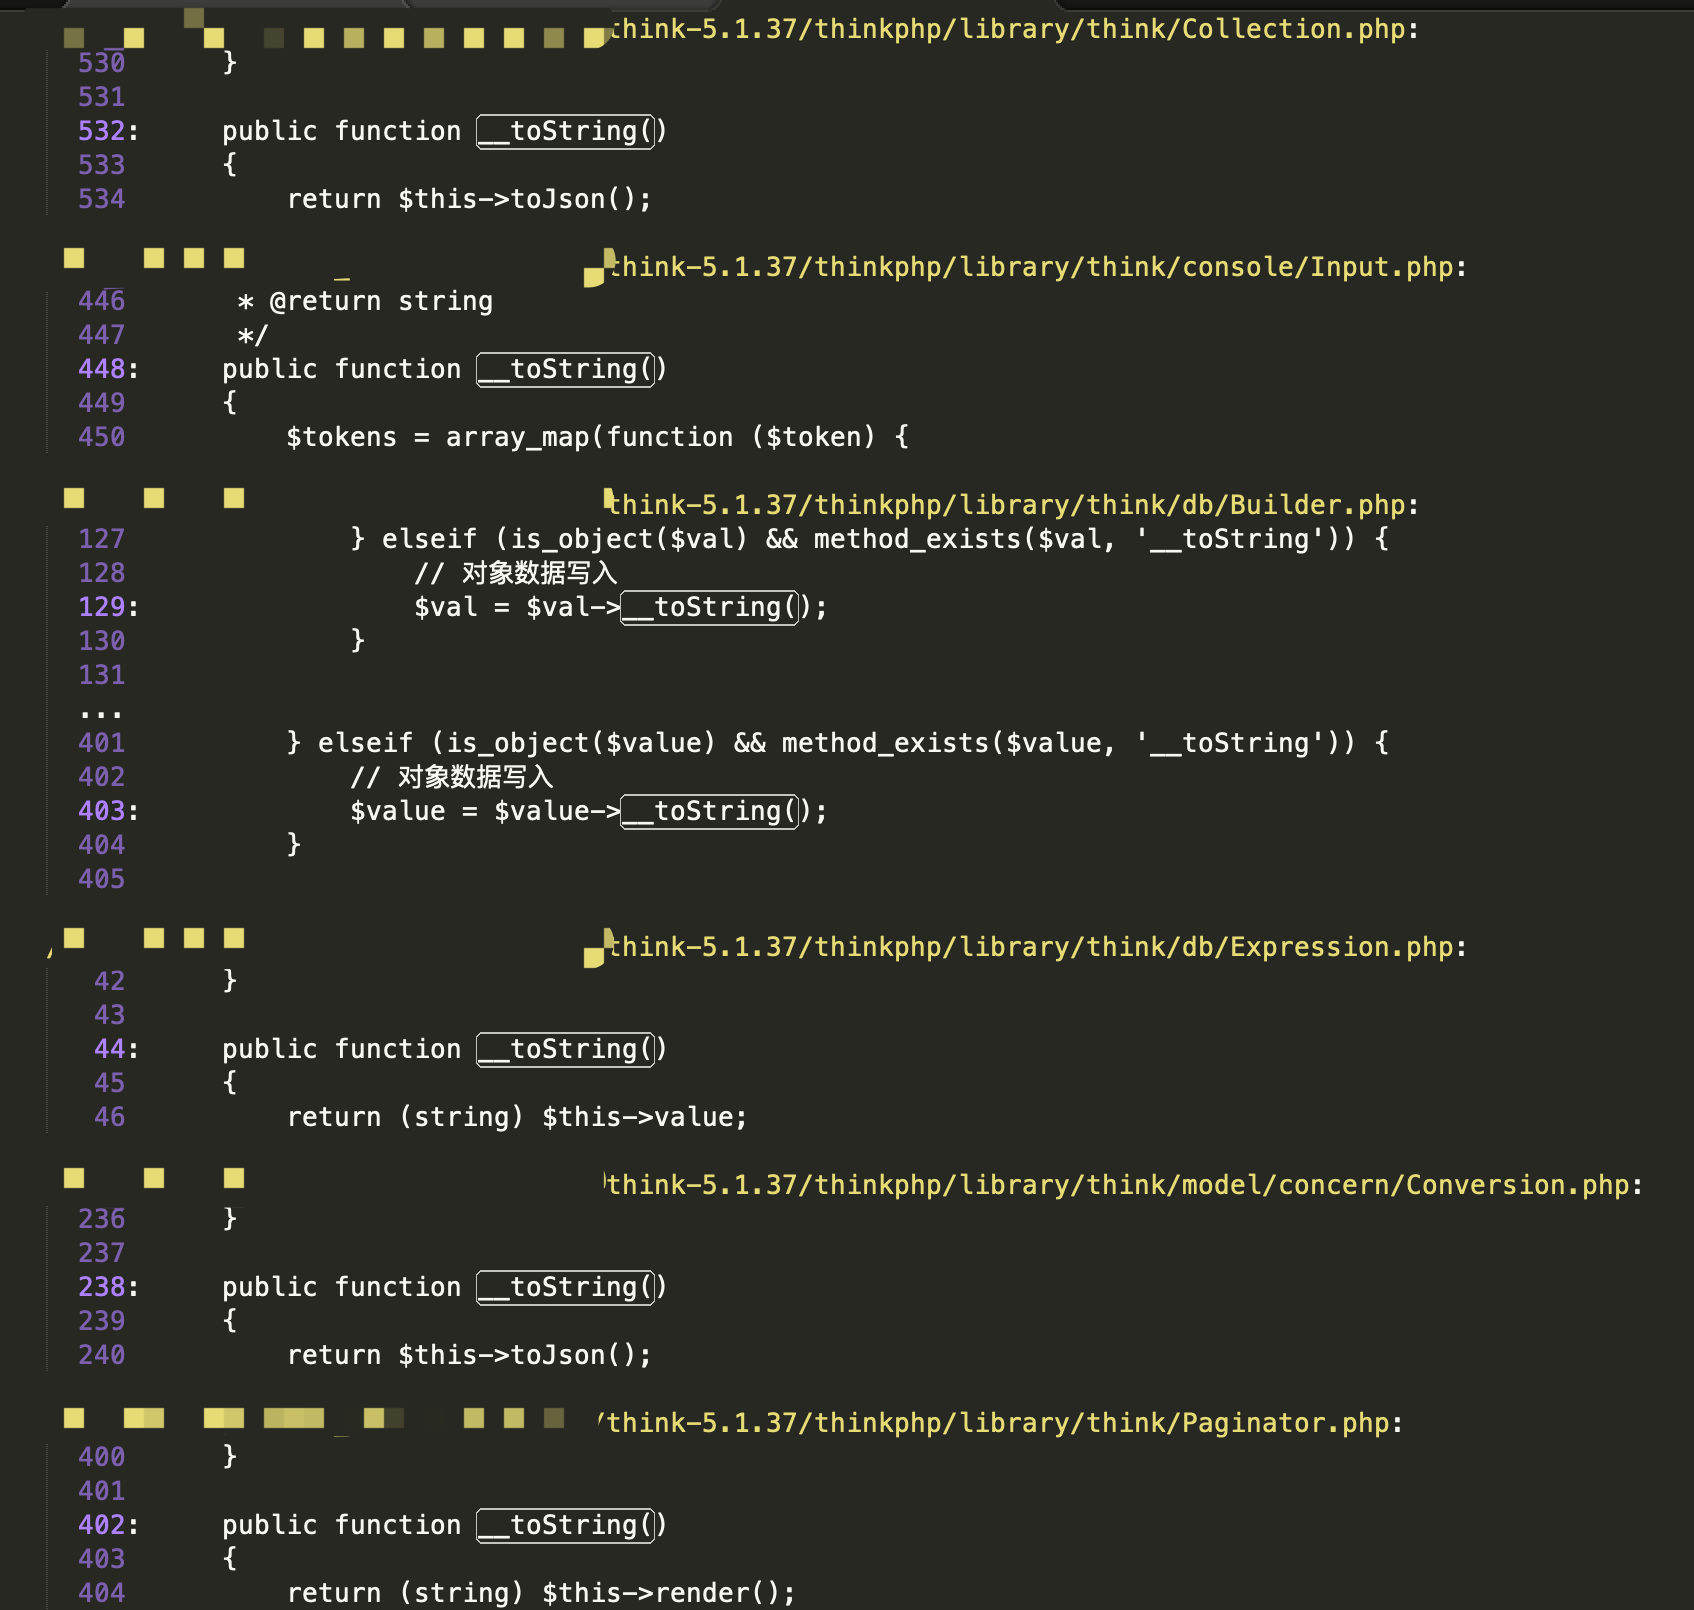 think-5.1.37/thinkphp/library/think/Collection.php:
530 }
531
532: public function __toString()
533 {
534 return $this->toJson();
think-5.1.37/thinkphp/library/think/console/Input.php:
446 * @return string
447 */
448: public function __toString()
449 {
450 $tokens = array_map(function ($token) {
think-5.1.37/thinkphp/library/think/db/Builder.php:
127 } elseif (is_object($val) && method_exists($val, '__toString')) {
128 // 对象数据写入
129: $val = $val->__toString();
130 }
131
...
401 } elseif (is_object($value) && method_exists($value, '__toString')) {
402 // 对象数据写入
403: $value = $value->__toString();
404 }
405
think-5.1.37/thinkphp/library/think/db/Expression.php:
42 }
43
44: public function __toString()
45 {
46 return (string) $this->value;
think-5.1.37/thinkphp/library/think/model/concern/Conversion.php:
236 }
237
238: public function __toString()
239 {
240 return $this->toJson();
/think-5.1.37/thinkphp/library/think/Paginator.php:
400 }
401
402: public function __toString()
403 {
404 return (string) $this->render();